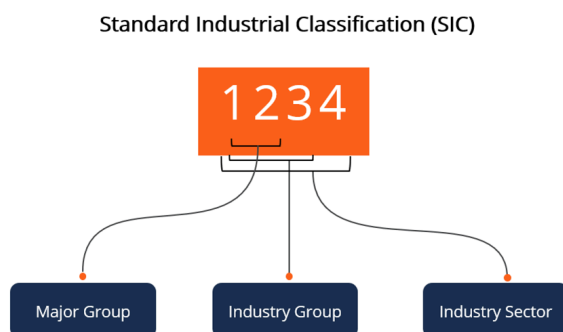 Standard Industrial Classification (SIC)
1234
Major Group
Industry Group
Industry Sector